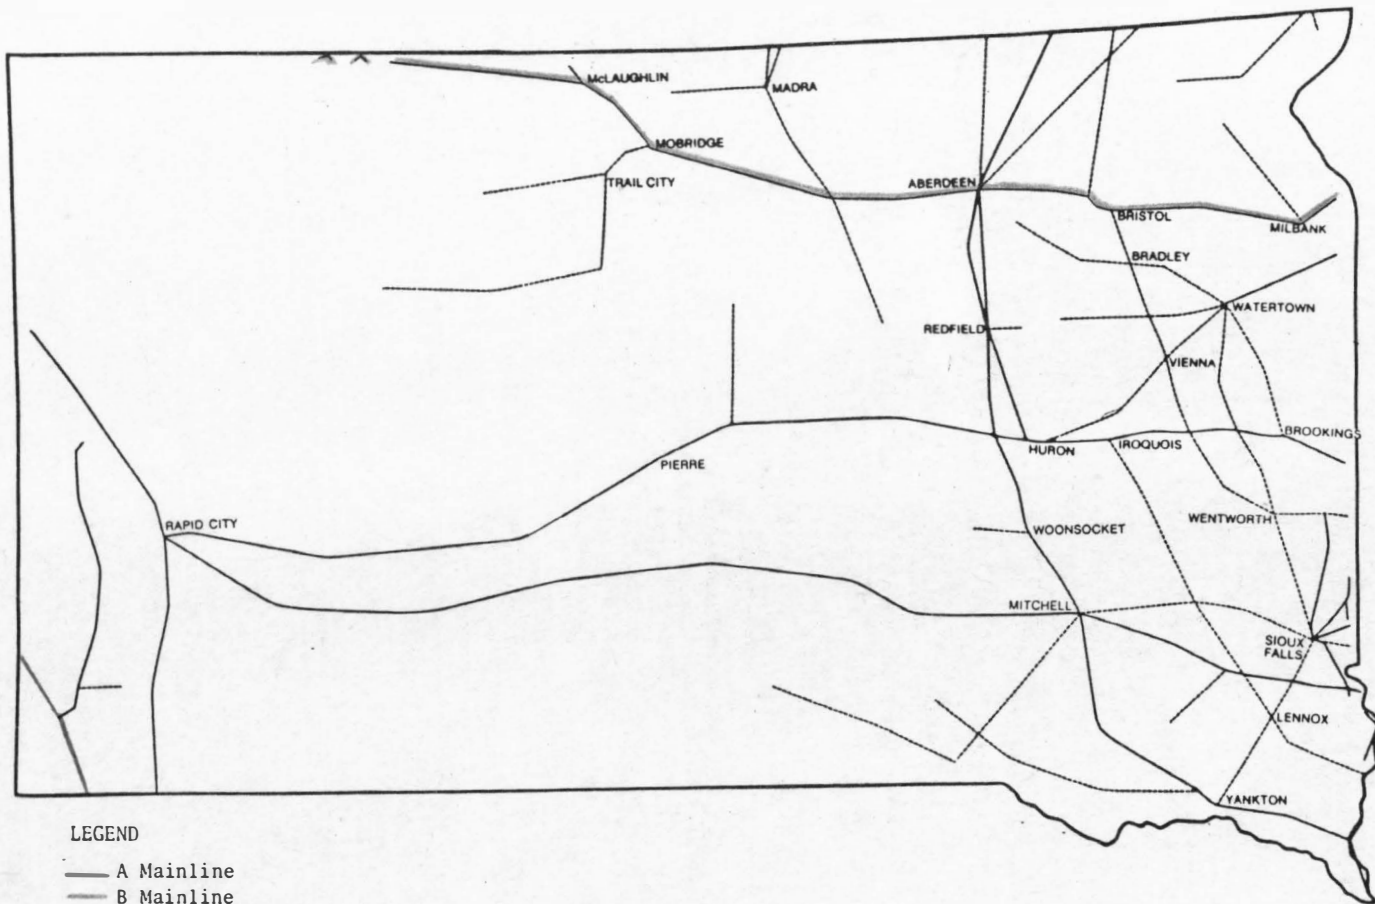 McLAUGHLIN
MADRA
MOBRIDGE
TRAIL CITY
ABERDEEN
BRISTOL
MILBANK
BRADLEY
WATERTOWN
REDFIELD
VIENNA
BROOKINGS
HURON
IROQUOIS
PIERRE
RAPID CITY
WENTWORTH
WOONSOCKET
MITCHELL
SIOUX
FALLS
LENNOX
YANKTON
LEGEND
A Mainline
B Mainline